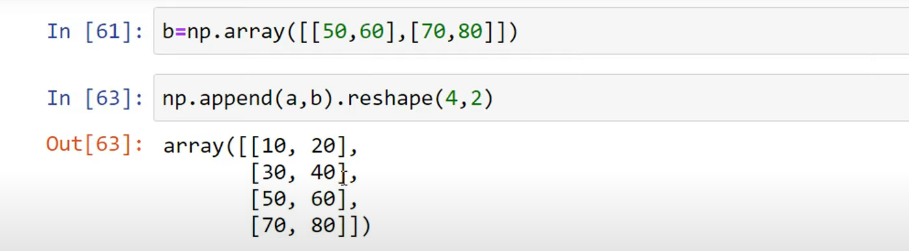 In [61]: b=np.array([[50,60],[70,80]])
In [63]: np.append(a,b).reshape(4,2)
Out[63]: array([[10, 20],
[30, 40],
[50, 60],
[70, 80]])